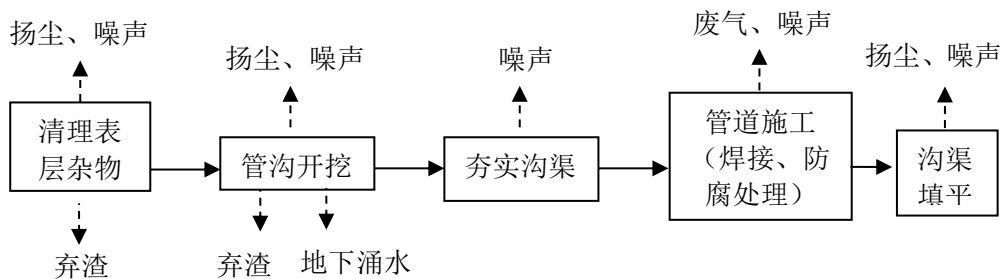 扬尘、噪声
扬尘、噪声
噪声
废气、噪声
扬尘、噪声
清理表
层杂物
管沟开挖
夯实沟渠
管道施工
（焊接、防
腐处理）
沟渠
填平
弃渣
弃渣
地下涌水